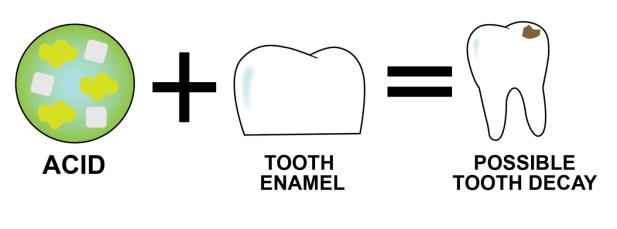 ACID
TOOTH
ENAMEL
POSSIBLE
TOOTH DECAY